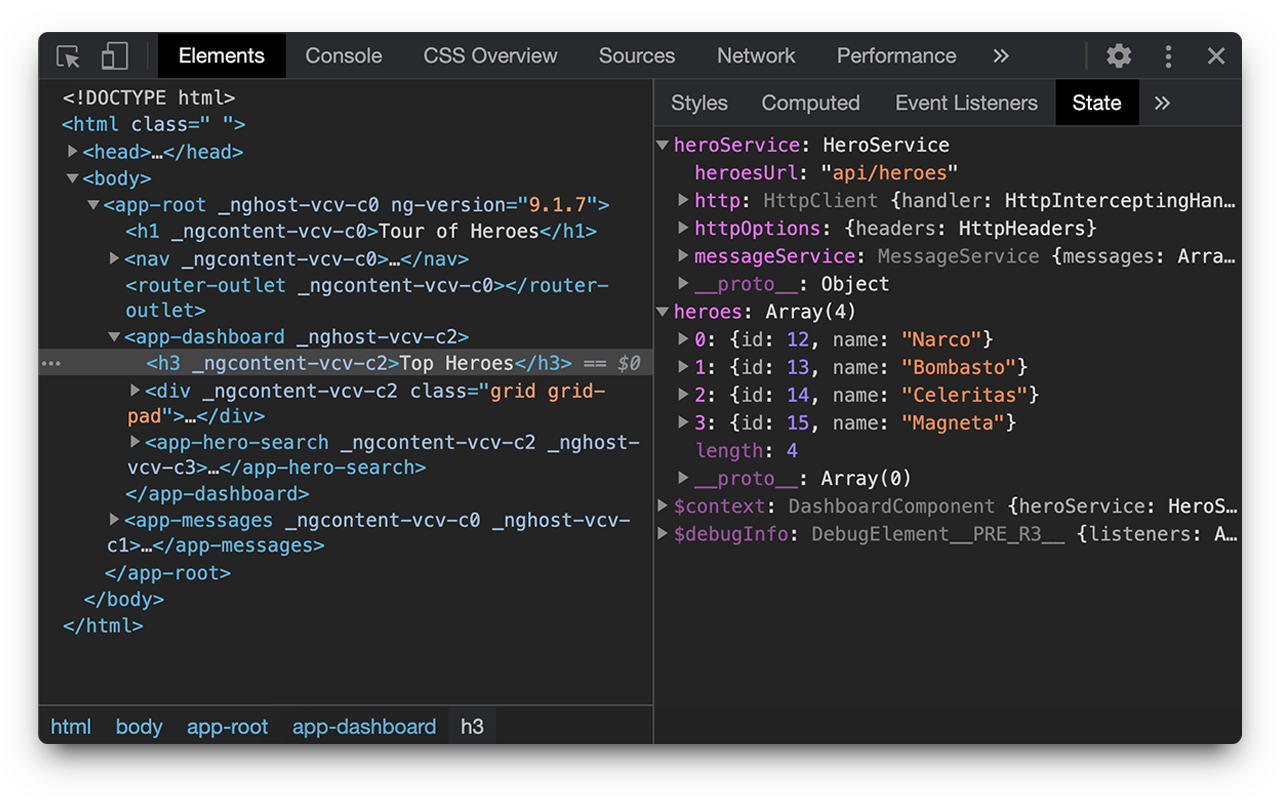 Elements Console CSS Overview Sources Network Performance »
<!DOCTYPE html>
<html class=" ">
<head>…</head>
<body>
<app-root _nghost-vcv-c0 ng-version="9.1.7">
<h1 _ngcontent-vcv-c0>Tour of Heroes</h1>
<nav _ngcontent-vcv-c0>…</nav>
<router-outlet _ngcontent-vcv-c0></router-
outlet>
<app-dashboard _nghost-vcv-c2>
<h3 _ngcontent-vcv-c2>Top Heroes</h3> == $0
<div _ngcontent-vcv-c2 class="grid grid-
pad">…</div>
<app-hero-search _ngcontent-vcv-c2 _nghost-
vcv-c3>…</app-hero-search>
</app-dashboard>
<app-messages _ngcontent-vcv-c0 _nghost-vcv-
c1>…</app-messages>
</app-root>
</body>
</html>
html body app-root app-dashboard h3
Styles Computed Event Listeners State »
heroService: HeroService
heroesUrl: "api/heroes"
http: HttpClient {handler: HttpInterceptingHan…
httpOptions: {headers: HttpHeaders}
messageService: MessageService {messages: Arra…
__proto__: Object
heroes: Array(4)
0: {id: 12, name: "Narco"}
1: {id: 13, name: "Bombasto"}
2: {id: 14, name: "Celeritas"}
3: {id: 15, name: "Magneta"}
length: 4
__proto__: Array(0)
$context: DashboardComponent {heroService: HeroS…
$debugInfo: DebugElement__PRE_R3__ {listeners: A…